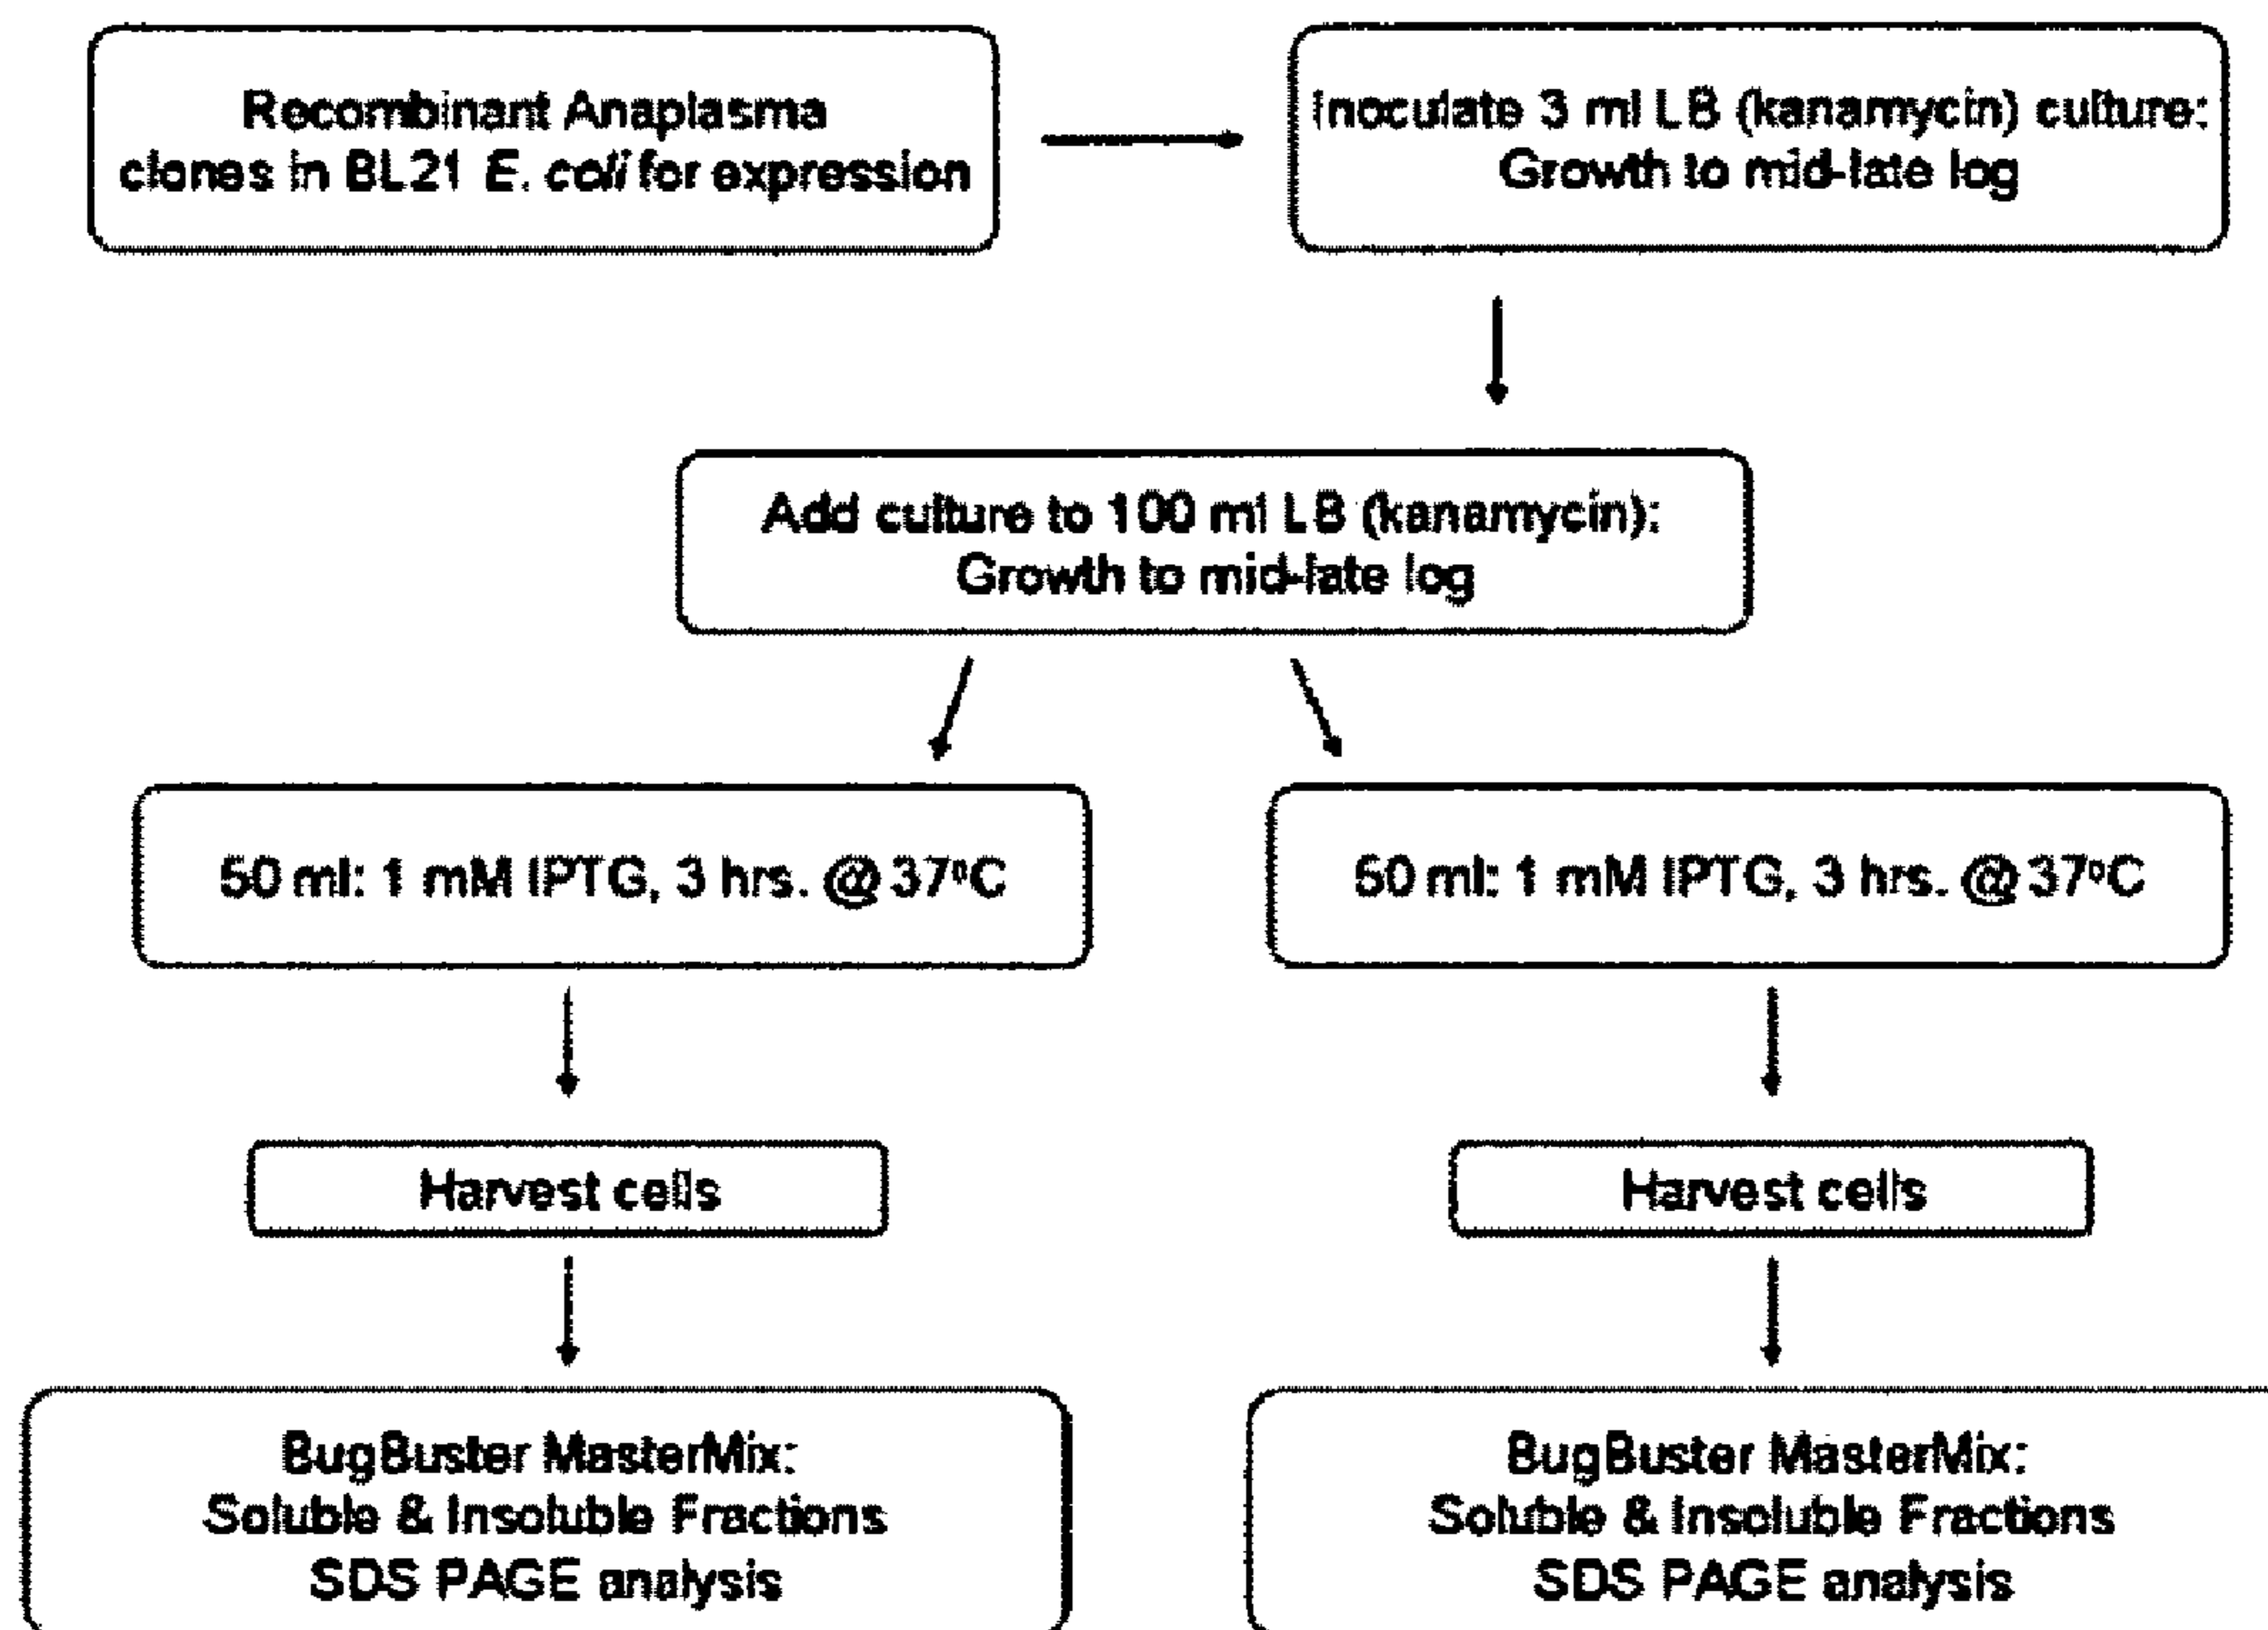 Recombinant Anaplasma
clones in BL21 E. coli for expression
Inoculate 3 ml LB (kanamycin) culture:
Growth to mid-late log
Add culture to 100 ml LB (kanamycin):
Growth to mid-late log
50 ml: 1 mM IPTG, 3 hrs. @ 37⁰C
50 ml: 1 mM IPTG, 3 hrs. @ 37⁰C
Harvest cells
Harvest cells
BugBuster MasterMix:
Soluble & Insoluble Fractions
SDS PAGE analysis
BugBuster MasterMix:
Soluble & Insoluble Fractions
SDS PAGE analysis